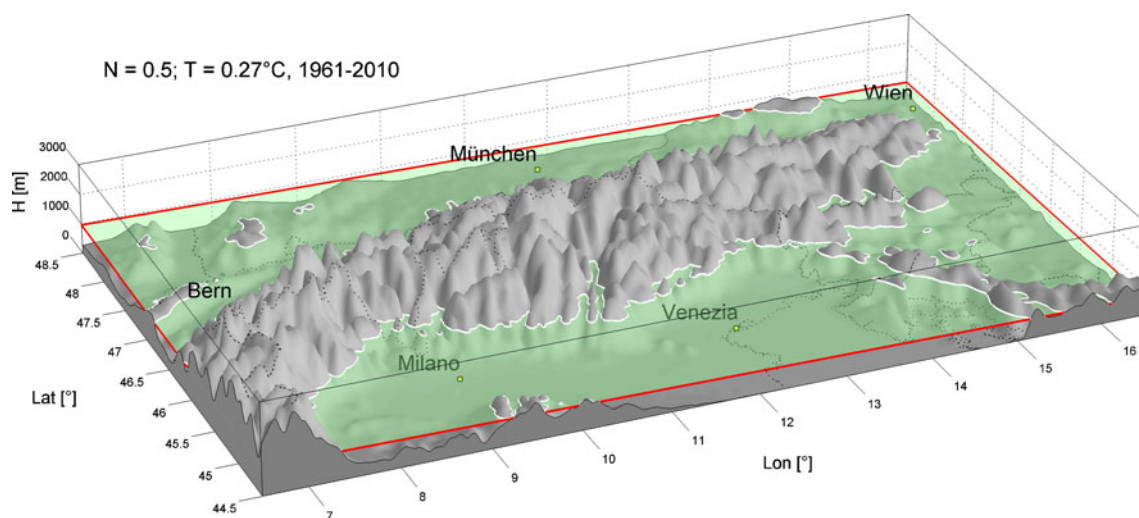 N = 0.5; T = 0.27°C, 1961-2010
Wien
München
3000
2000
1000
0
H [m]
48.5
48
47.5
47
46.5
46
45.5
45
44.5
Lat [°]
Bern
Venezia
Milano
7
8
9
10
11
12
13
14
15
16
Lon [°]